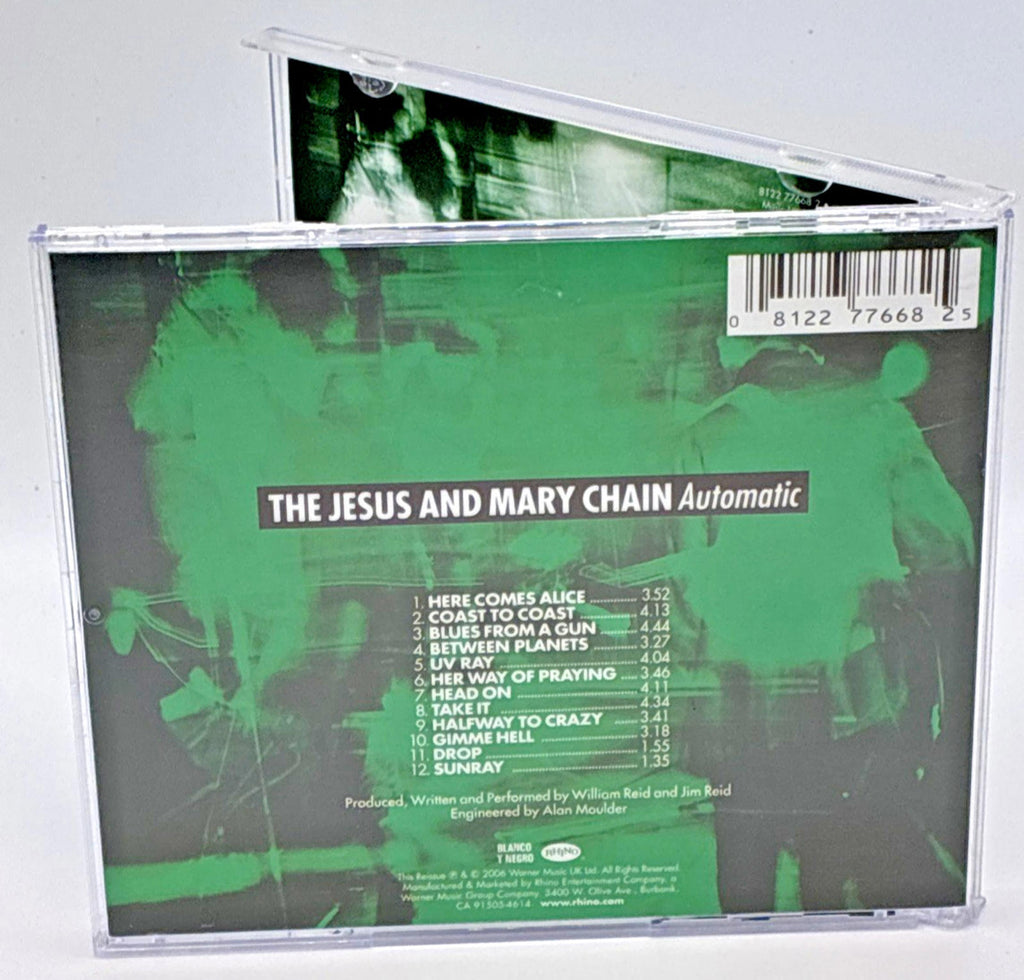 8122 77668 2
0 8122 77668 2 5
THE JESUS AND MARY CHAIN Automatic
1. HERE COMES ALICE 3.52
2. COAST TO COAST 4.13
3. BLUES FROM A GUN 4.44
4. BETWEEN PLANETS 3.27
5. UV RAY 4.04
6. HER WAY OF PRAYING 3.46
7. HEAD ON 4.11
8. TAKE IT 4.34
9. HALFWAY TO CRAZY 3.41
10. GIMME HELL 3.18
11. DROP 1.55
12. SUNRAY 1.35
Produced, Written and Performed by William Reid and Jim Reid
Engineered by Alan Moulder
BLANCO
Y NEGRO RHINO
This Reissue ℗ & © 2006 Warner Music UK Ltd. All Rights Reserved.
Manufactured & Marketed by Rhino Entertainment Company, a
Warner Music Group Company, 3400 W. Olive Ave., Burbank,
CA 91505-4614 www.rhino.com